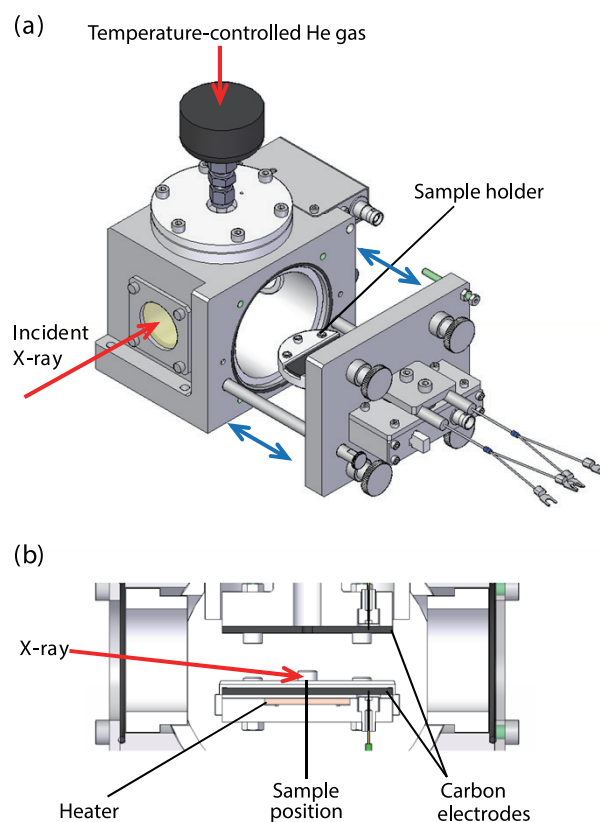 (a)
Temperature-controlled He gas
Sample holder
Incident
X-ray
(b)
X-ray
Heater
Sample
position
Carbon
electrodes